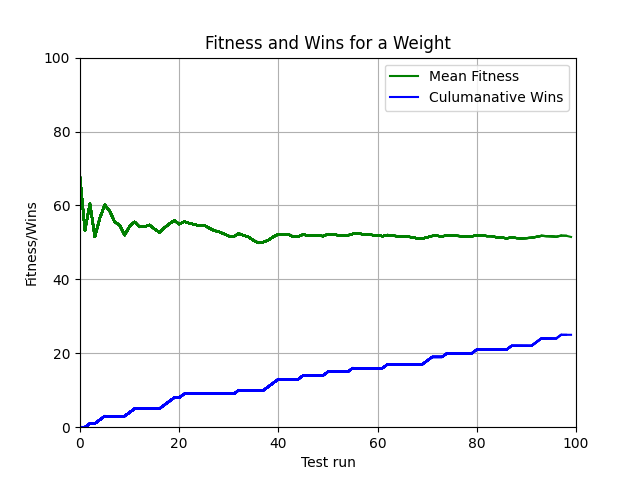 Fitness and Wins for a Weight
Mean Fitness
Culumanative Wins
Fitness/Wins
100
80
60
40
20
0
0 20 40 60 80 100
Test run